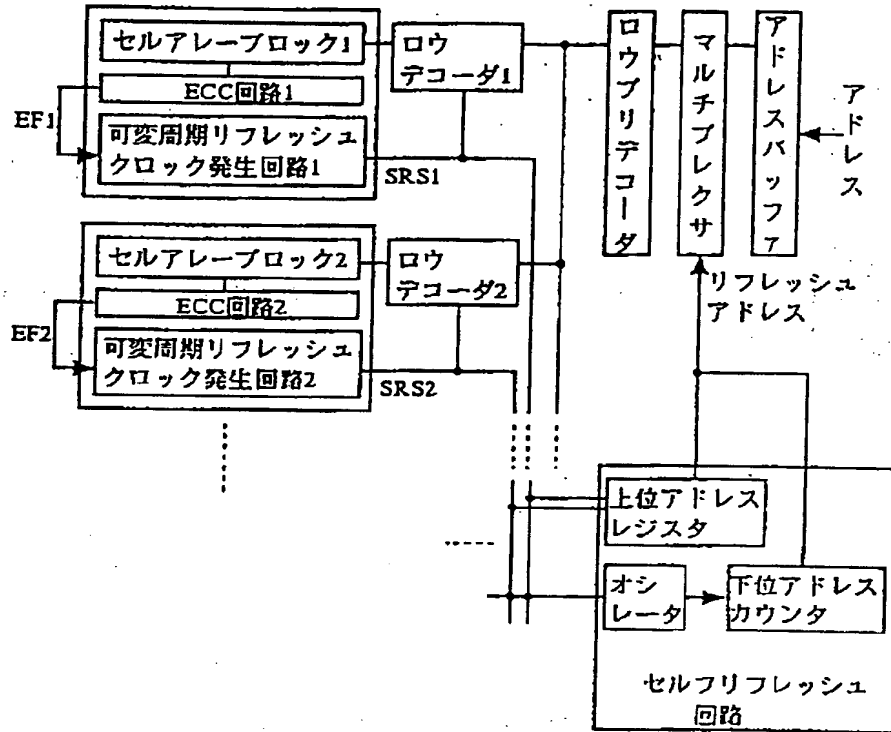 セルアレーブロック1
ECC回路1
EF1
可変周期リフレッシュ
クロック発生回路1
SRS1
ロウ
デコーダ1
ロウプリデコーダ
マルチプレクサ
アドレスバッファ
アドレス
セルアレーブロック2
ECC回路2
EF2
可変周期リフレッシュ
クロック発生回路2
SRS2
ロウ
デコーダ2
リフレッシュ
アドレス
上位アドレス
レジスタ
オシ
レータ
下位アドレス
カウンタ
セルフリフレッシュ
回路